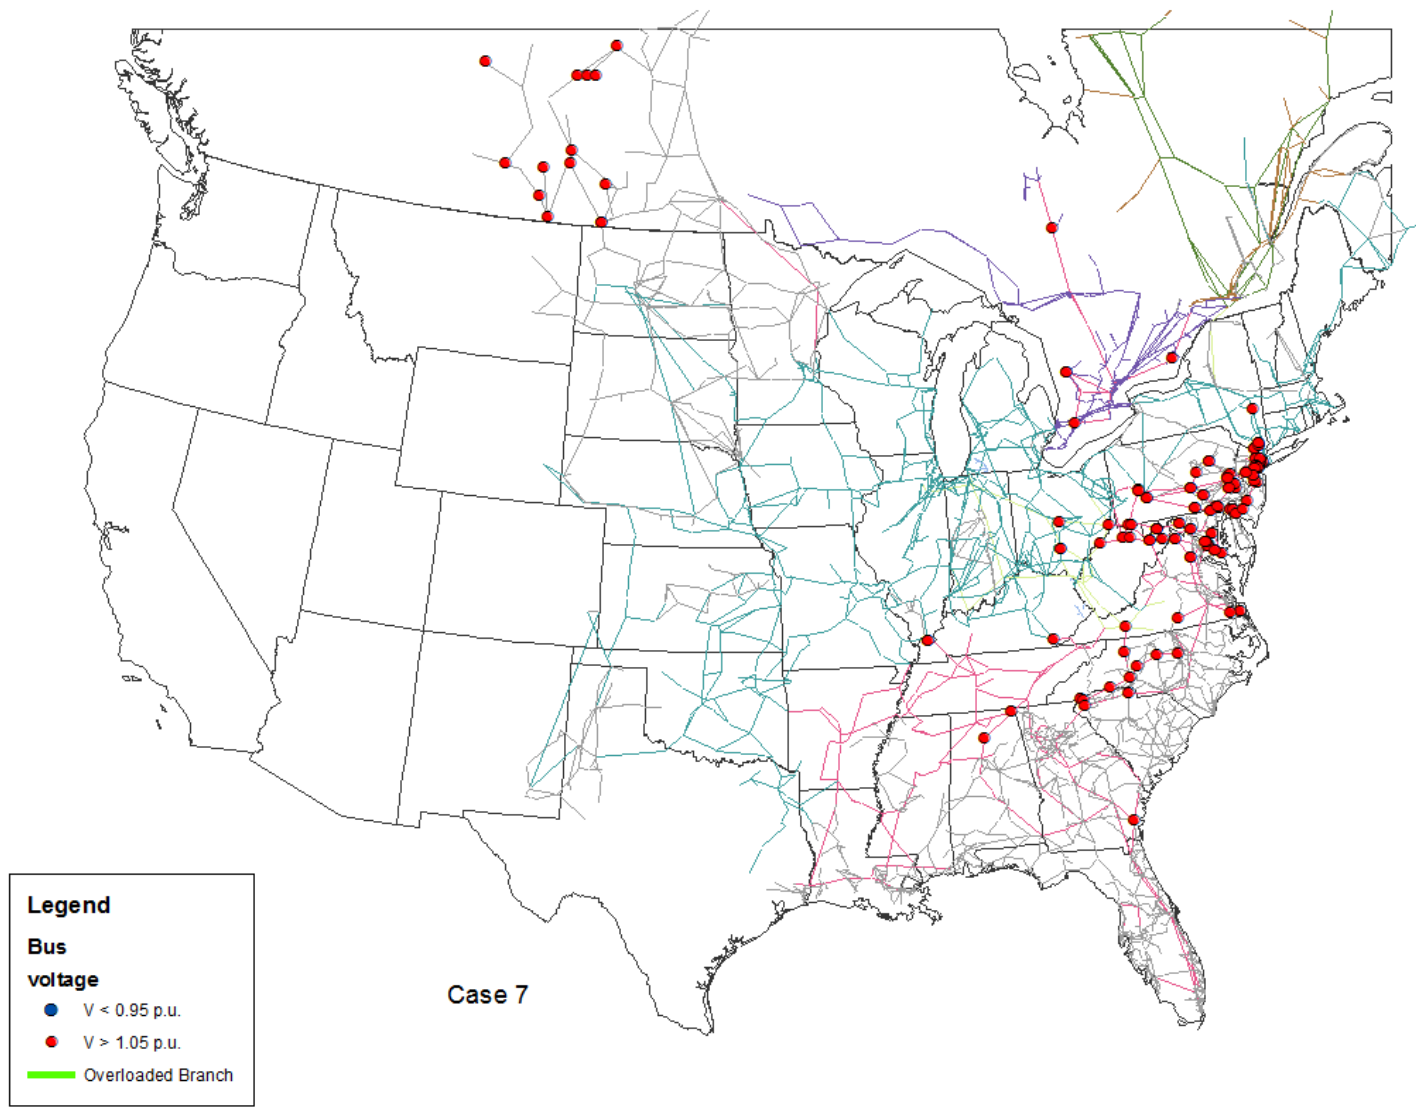 Legend
Bus
voltage
V < 0.95 p.u.
V > 1.05 p.u.
Overloaded Branch
Case 7